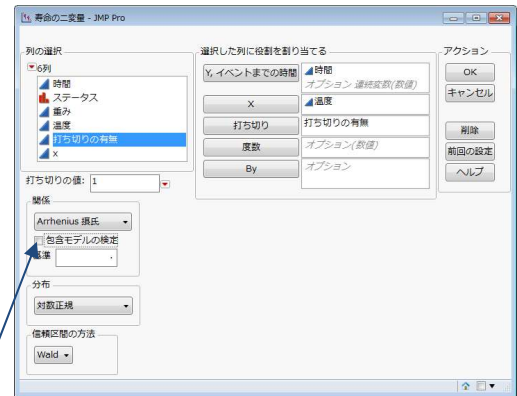 寿命の二変量 - JMP Pro
列の選択
6列
時間
ステータス
重み
温度
打ち切りの有無
x
打ち切りの値: 1
関係
Arrhenius 摂氏
包含モデルの検定
基準 .
分布
対数正規
信頼区間の方法
Wald
選択した列に役割を割り当てる
Y, イベントまでの時間 時間
オプション 連続変数(数値)
X 温度
打ち切り 打ち切りの有無
度数 オプション(数値)
By オプション
アクション
OK
キャンセル
削除
前回の設定
ヘルプ